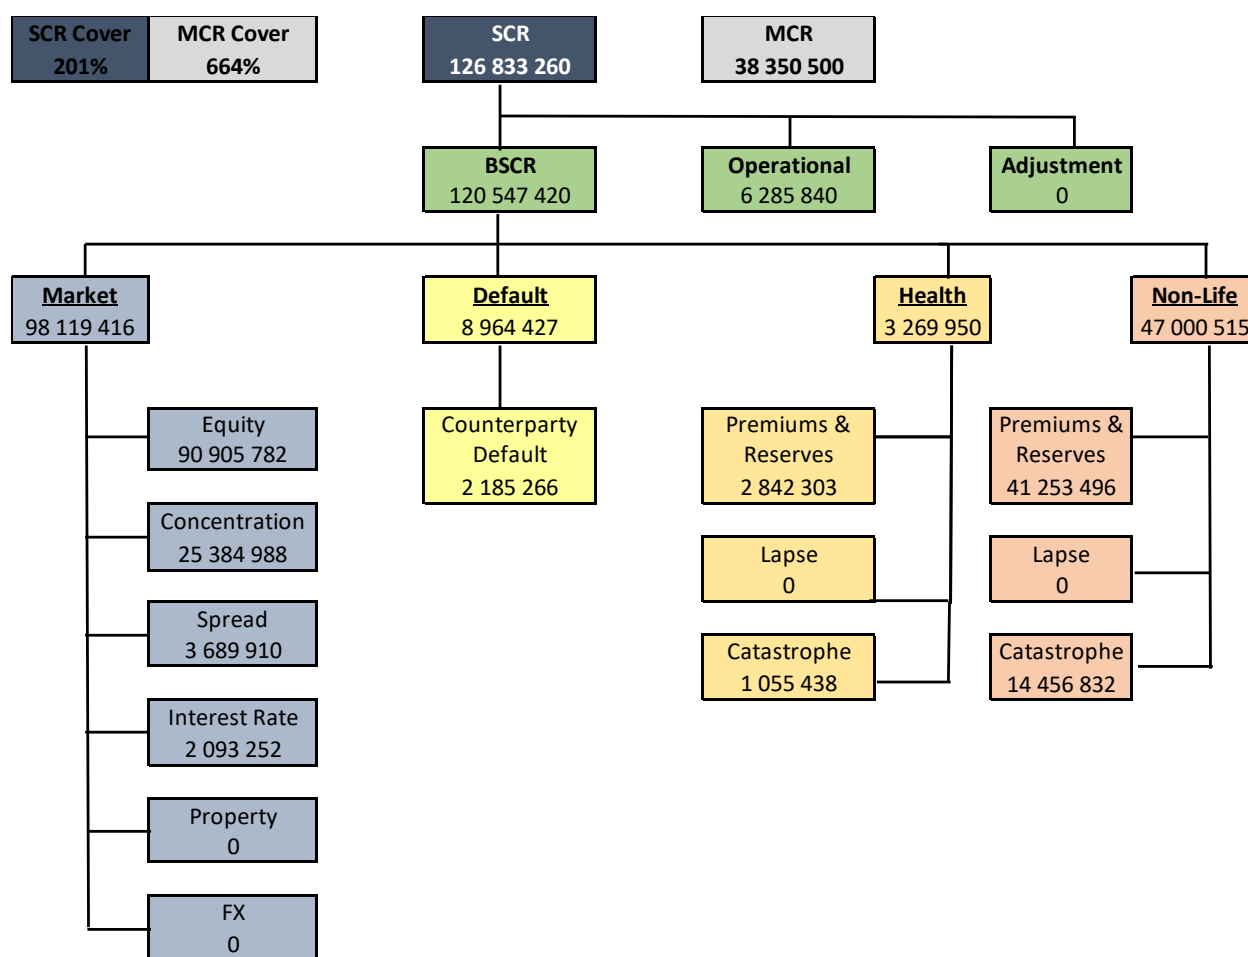 SCR Cover
201%
MCR Cover
664%
SCR
126 833 260
MCR
38 350 500
BSCR
120 547 420
Operational
6 285 840
Adjustment
0
Market
98 119 416
Default
8 964 427
Health
3 269 950
Non-Life
47 000 515
Equity
90 905 782
Concentration
25 384 988
Spread
3 689 910
Interest Rate
2 093 252
Property
0
FX
0
Counterparty
Default
2 185 266
Premiums &
Reserves
2 842 303
Lapse
0
Catastrophe
1 055 438
Premiums &
Reserves
41 253 496
Lapse
0
Catastrophe
14 456 832